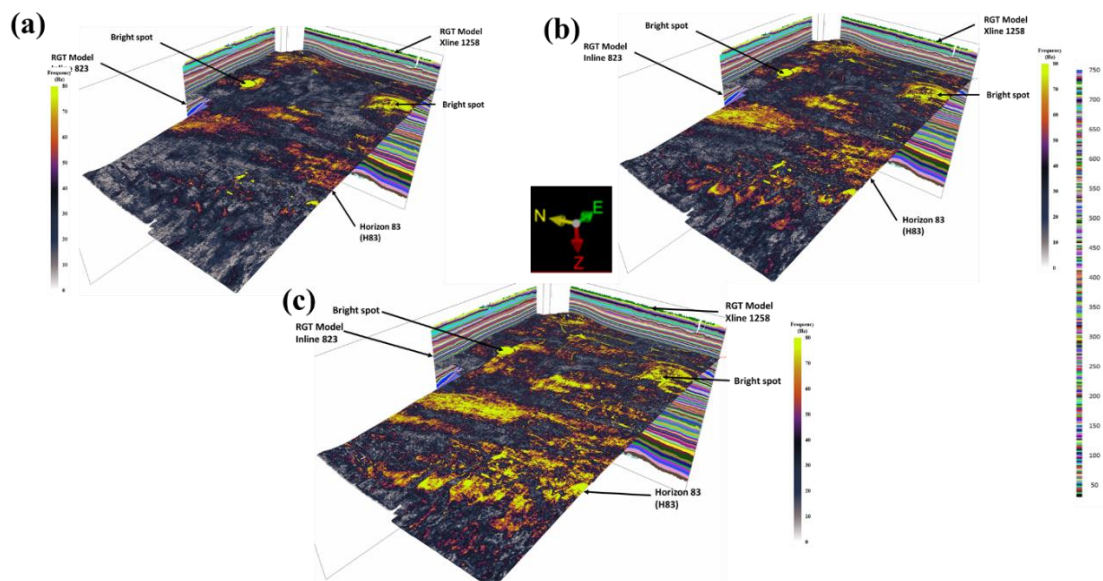 (a)
Bright spot
RGT Model
Xline 1258
RGT Model
Inline 823
Frequency
(Hz)
80
70
60
50
40
30
20
10
0
Bright spot
Horizon 83
(H83)
(b)
Bright spot
RGT Model
Xline 1258
RGT Model
Inline 823
Bright spot
Horizon 83
(H83)
Frequency
(Hz)
80
70
60
50
40
30
20
10
0
750
700
650
600
550
500
450
400
350
300
250
200
150
100
50
N
E
Z
(c)
Bright spot
RGT Model
Xline 1258
RGT Model
Inline 823
Bright spot
Horizon 83
(H83)
Frequency
(Hz)
80
70
60
50
40
30
20
10
0